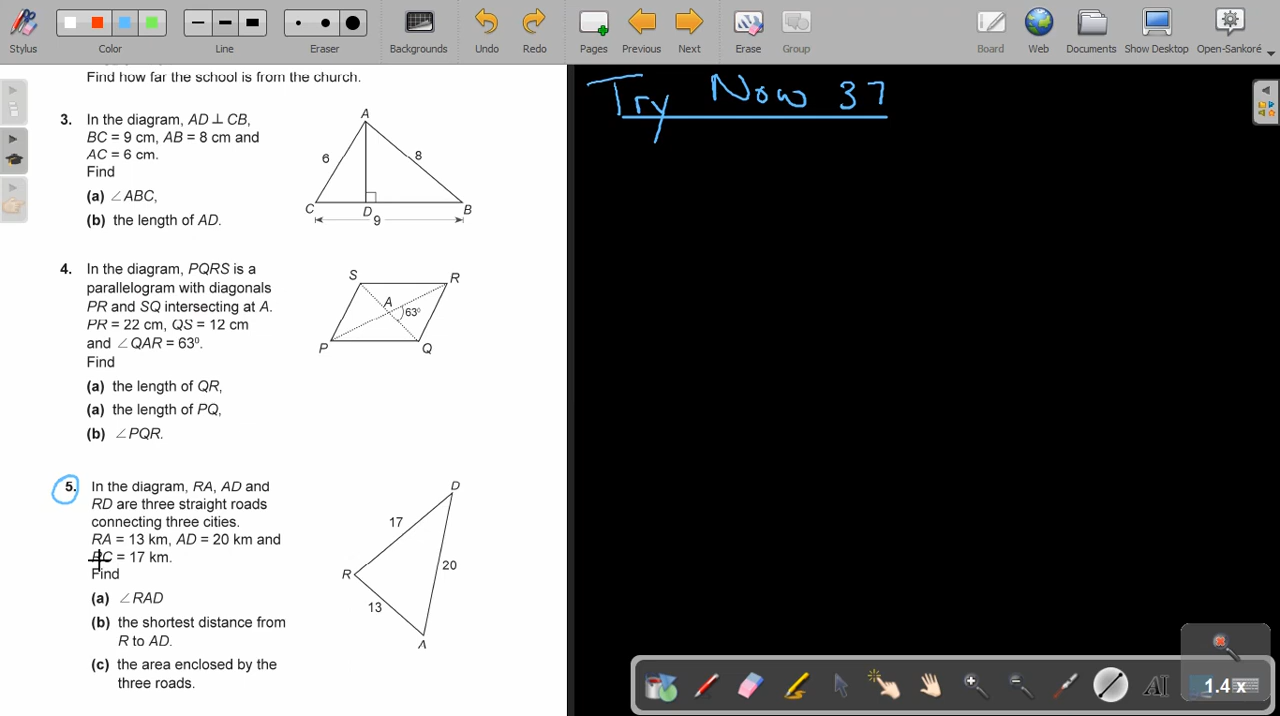 Stylus
Color
Line
Eraser
Backgrounds
Undo
Redo
Pages
Previous
Next
Erase
Group
Board
Web
Documents
Show Desktop
Open-Sankoré
Find how far the school is from the church.
Try Now 37
3. In the diagram, AD ⊥ CB,
BC = 9 cm, AB = 8 cm and
AC = 6 cm.
Find
(a) ∠ABC,
(b) the length of AD.
A
6
8
C
D
B
9
4. In the diagram, PQRS is a
parallelogram with diagonals
PR and SQ intersecting at A.
PR = 22 cm, QS = 12 cm
and ∠QAR = 63⁰.
Find
(a) the length of QR,
(a) the length of PQ,
(b) ∠PQR.
S
R
A
63⁰
P
Q
5. In the diagram, RA, AD and
RD are three straight roads
connecting three cities.
RA = 13 km, AD = 20 km and
= 17 km.
Find
(a) ∠RAD
(b) the shortest distance from
R to AD.
(c) the area enclosed by the
three roads.
D
17
20
R
13
A
1.4 x
AI